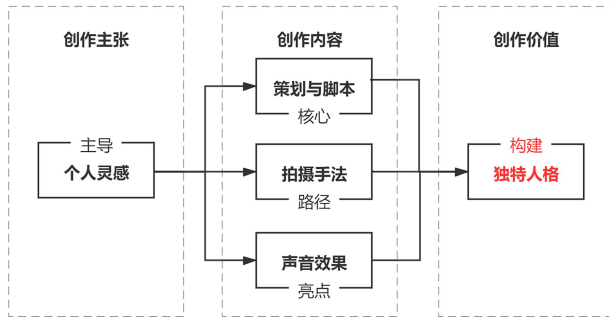 创作主张
创作内容
创作价值
主导
个人灵感
策划与脚本
核心
拍摄手法
路径
声音效果
亮点
构建
独特人格